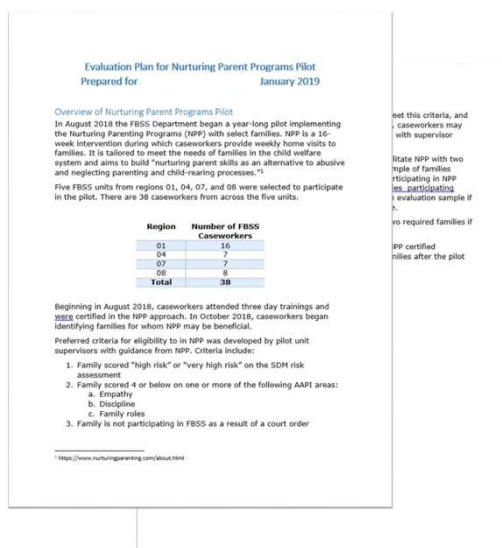 Evaluation Plan for Nurturing Parent Programs Pilot
Prepared for January 2019
Overview of Nurturing Parent Programs Pilot
In August 2018 the FBSS Department began a year-long pilot implementing
the Nurturing Parenting Programs (NPP) with select families. NPP is a 16-
week intervention during which caseworkers provide weekly home visits to
families. It is tailored to meet the needs of families in the child welfare
system and aims to build "nurturing parent skills as an alternative to abusive
and neglecting parenting and child-rearing processes."1
Five FBSS units from regions 01, 04, 07, and 08 were selected to participate
in the pilot. There are 38 caseworkers from across the five units.
Region Number of FBSS
Caseworkers
01 16
04 7
07 7
08 8
Total 38
Beginning in August 2018, caseworkers attended three day trainings and
were certified in the NPP approach. In October 2018, caseworkers began
identifying families for whom NPP may be beneficial.
Preferred criteria for eligibility to in NPP was developed by pilot unit
supervisors with guidance from NPP. Criteria include:
1. Family scored "high risk" or "very high risk" on the SDM risk
assessment
2. Family scored 4 or below on one or more of the following AAPI areas:
a. Empathy
b. Discipline
c. Family roles
3. Family is not participating in FBSS as a result of a court order
1 https://www.nurturingparenting.com/about.html
eet this criteria, and
, caseworkers may
with supervisor
litate NPP with two
mple of families
rticipating in NPP
es participating
evaluation sample if
e.
wo required families if
PP certified
milies after the pilot